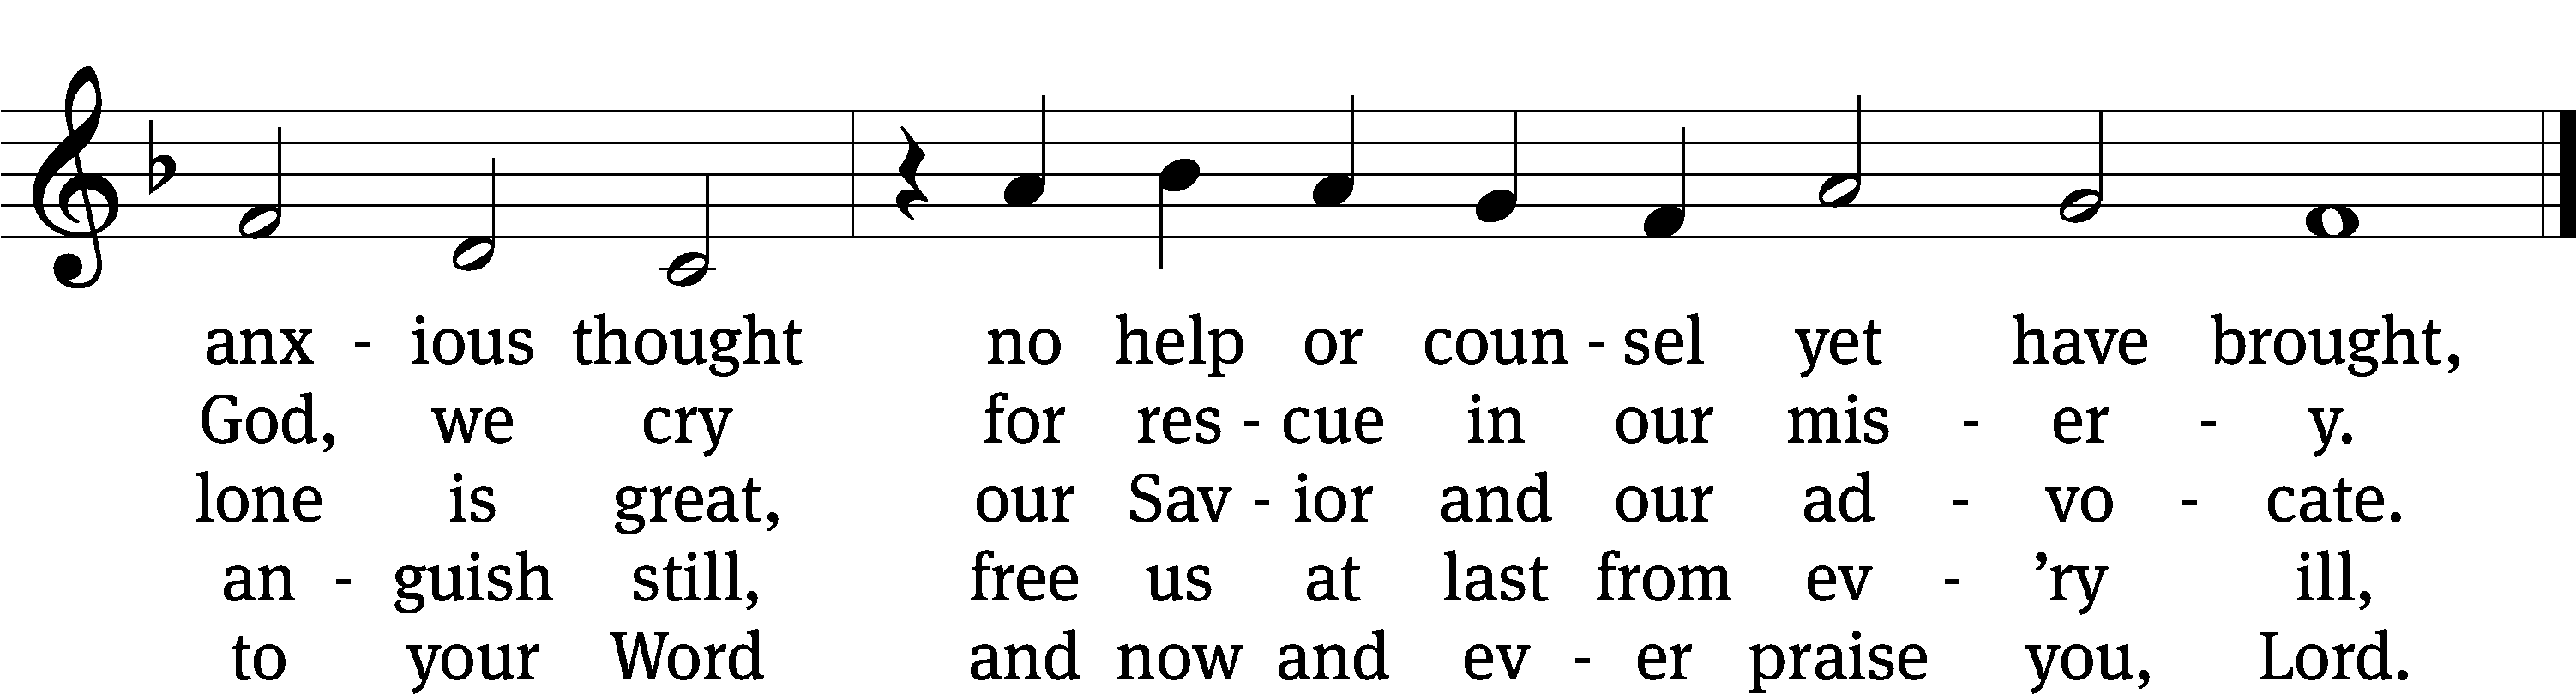 anx - ious thought no help or coun - sel yet have brought,
God, we cry for res - cue in our mis - er - y.
lone is great, our Sav - ior and our ad - vo - cate.
an - guish still, free us at last from ev - ’ry ill,
to your Word and now and ev - er praise you, Lord.